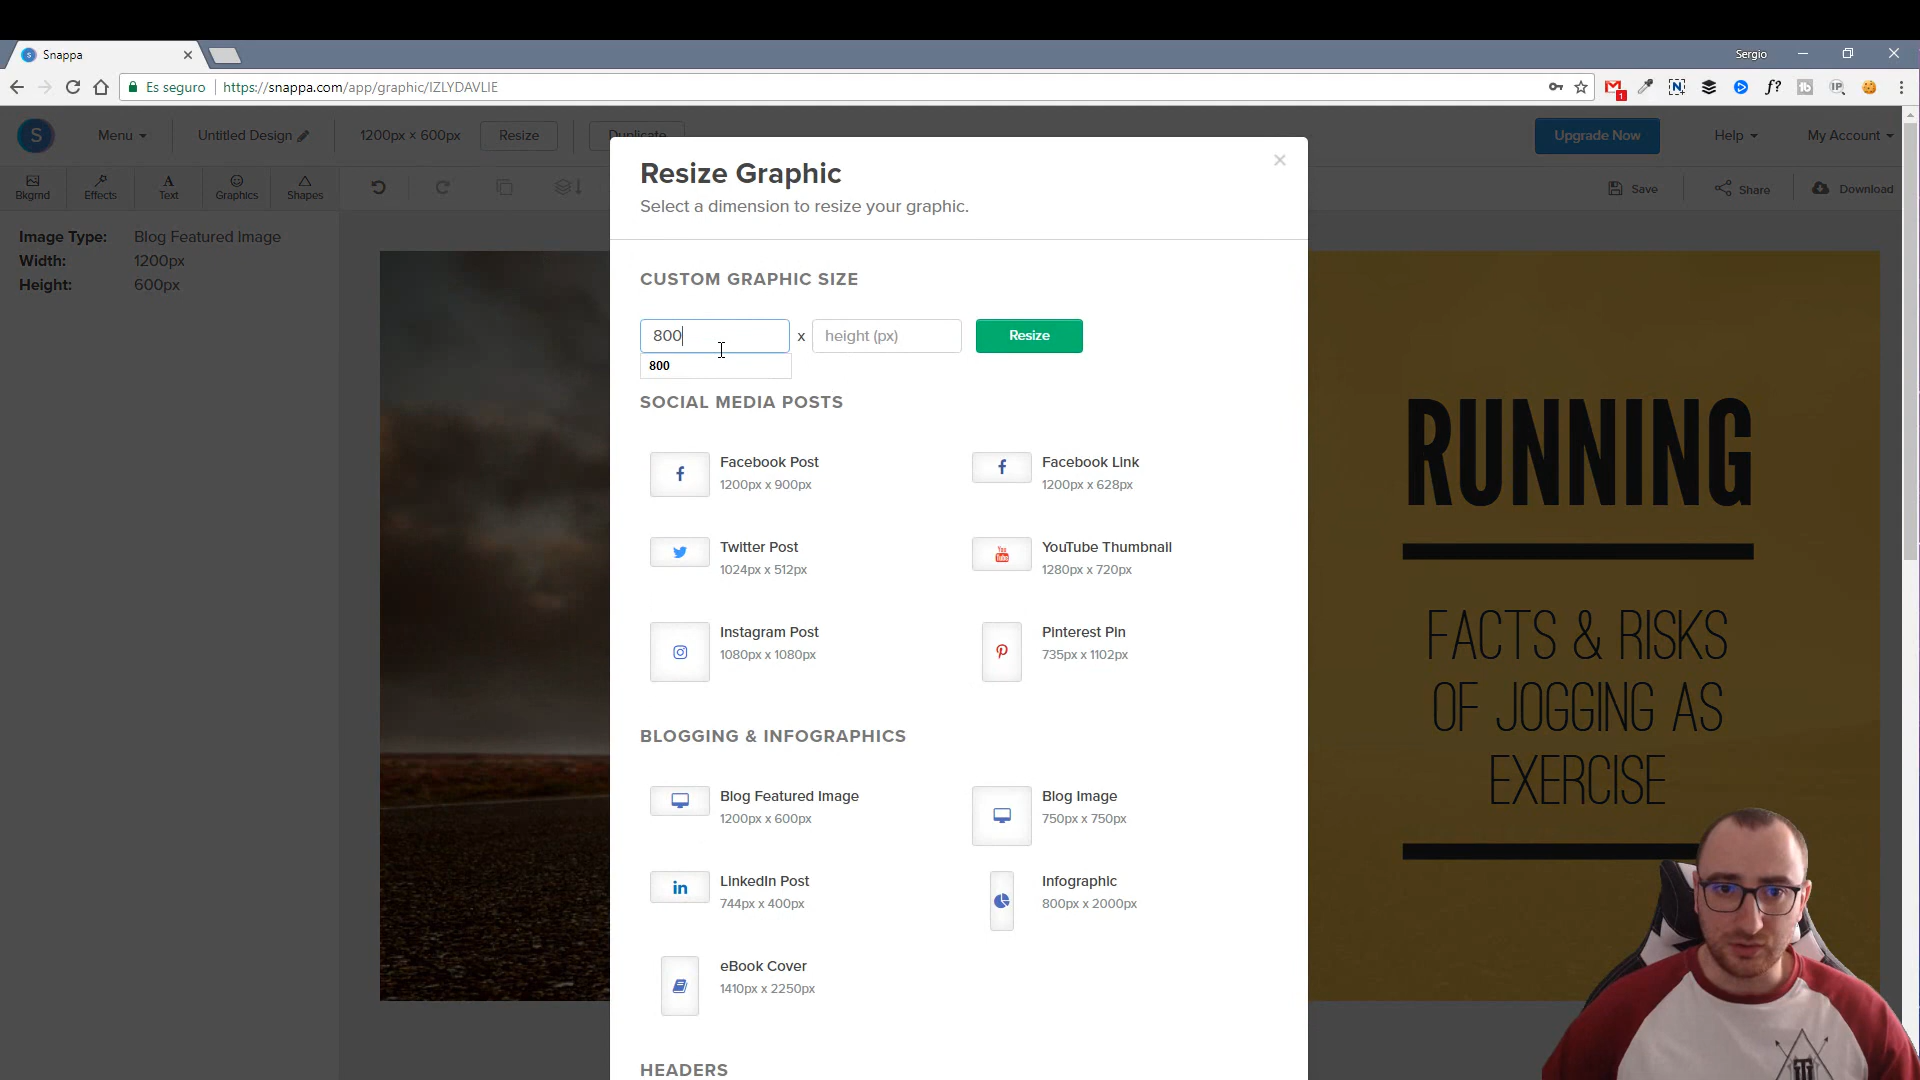 Snappa
Sergio
Es seguro
https://snappa.com/app/graphic/IZLYDAVLIE
S
Menu
Untitled Design
1200px × 600px
Resize
Duplicate
Upgrade Now
Help
My Account
Bkgrnd
Effects
Text
Graphics
Shapes
Save
Share
Download
Image Type: Blog Featured Image
Width: 1200px
Height: 600px
Resize Graphic
Select a dimension to resize your graphic.
CUSTOM GRAPHIC SIZE
800 x height (px) Resize
800
SOCIAL MEDIA POSTS
Facebook Post
1200px x 900px
Facebook Link
1200px x 628px
Twitter Post
1024px x 512px
YouTube Thumbnail
1280px x 720px
Instagram Post
1080px x 1080px
Pinterest Pin
735px x 1102px
BLOGGING & INFOGRAPHICS
Blog Featured Image
1200px x 600px
Blog Image
750px x 750px
LinkedIn Post
744px x 400px
Infographic
800px x 2000px
eBook Cover
1410px x 2250px
HEADERS
RUNNING
FACTS & RISKS
OF JOGGING AS
EXERCISE